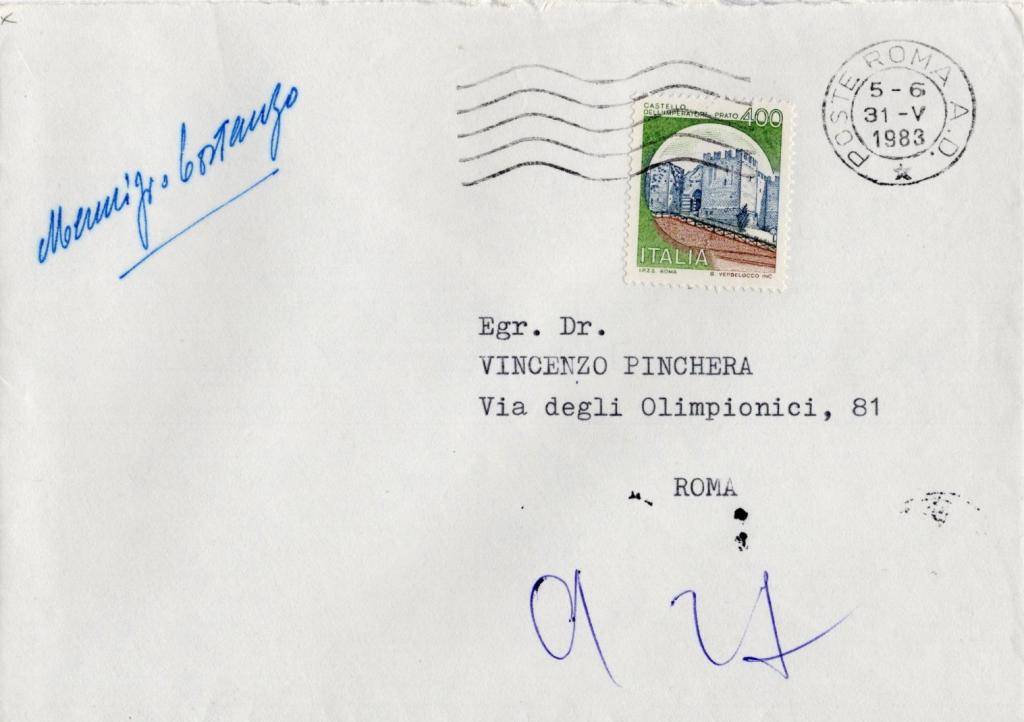 POSTE ROMA A.D.
5 - 6
31 - V
1983
CASTELLO
DELL'IMPERATORE PRATO 400
ITALIA
I.P.Z.S. ROMA
Costanzo
Egr. Dr.
VINCENZO PINCHERA
Via degli Olimpionici, 81
ROMA